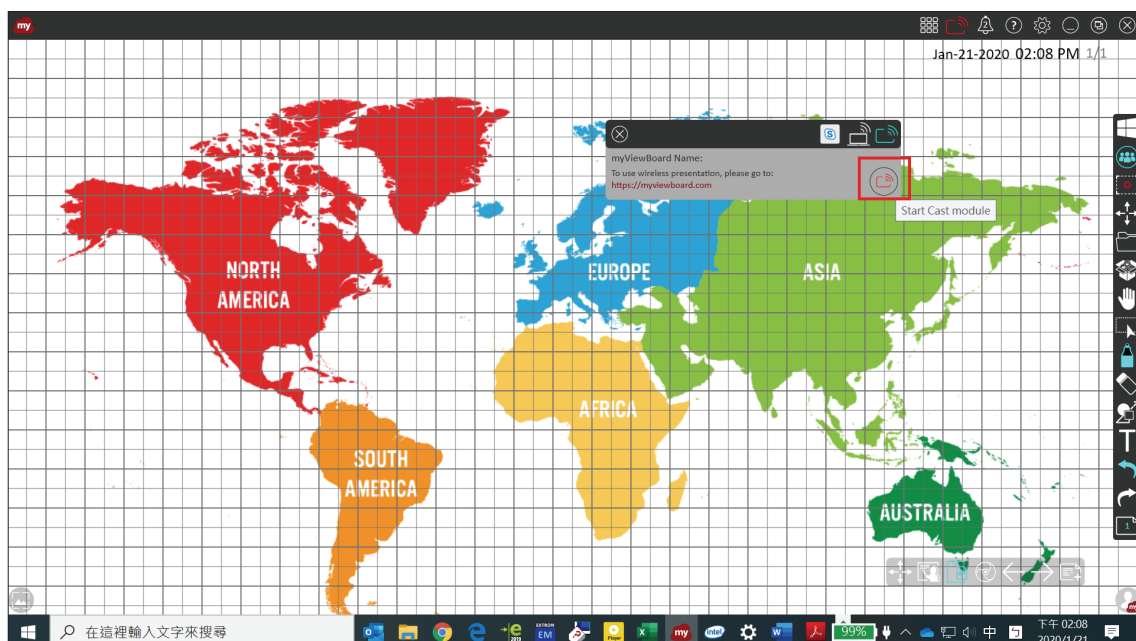 my
2
?
Jan-21-2020 02:08 PM 1/1
S
myViewBoard Name:
To use wireless presentation, please go to:
https://myviewboard.com
Start Cast module
NORTH
AMERICA
EUROPE
ASIA
AFRICA
SOUTH
AMERICA
AUSTRALIA
T
1
在這裡輸入文字來搜尋
EXTRON
EM
Player
my
intel
99%
中
下午 02:08
2020/1/21